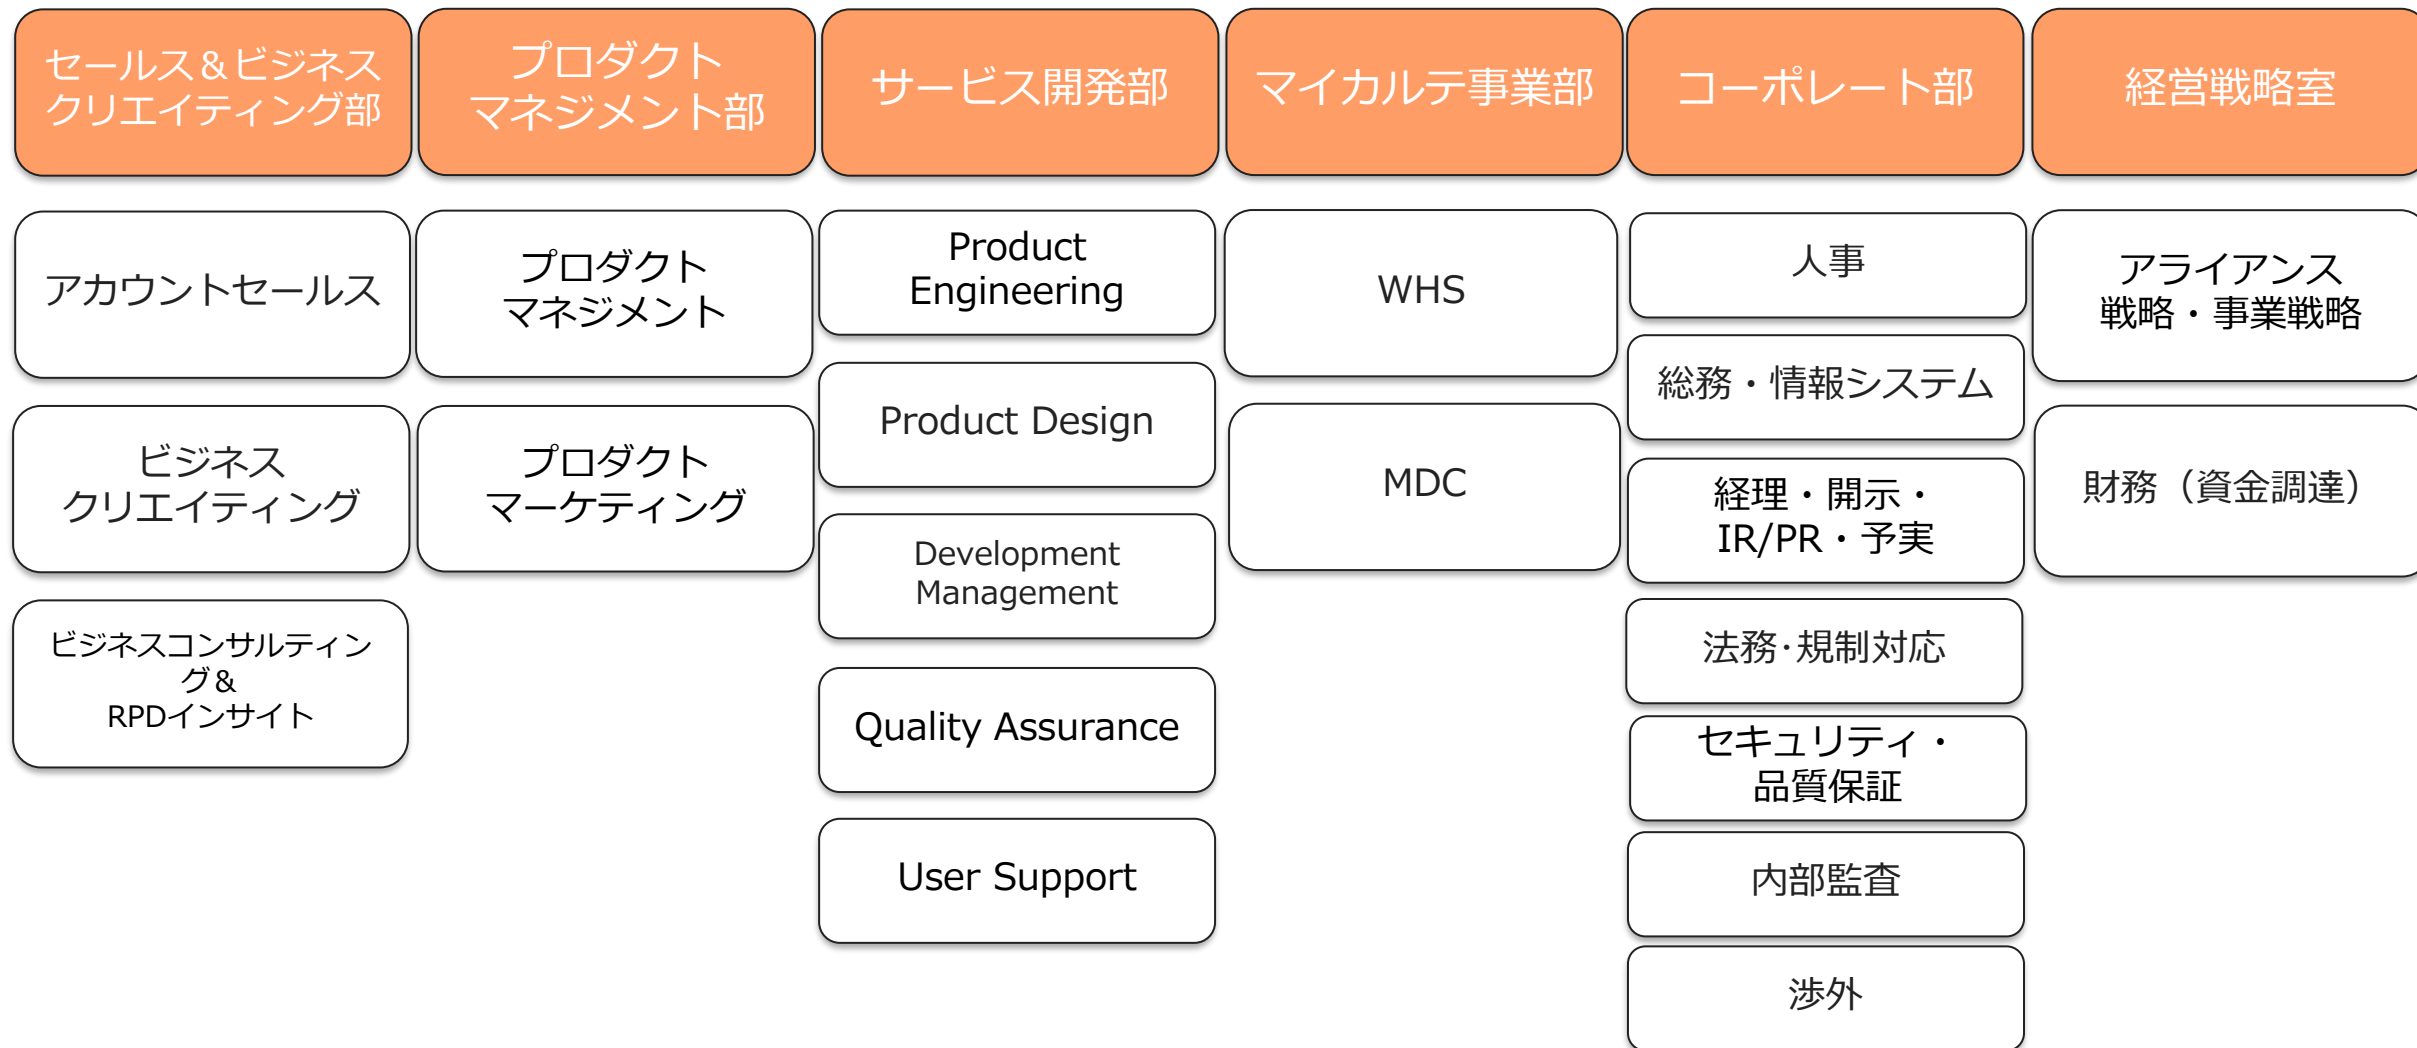 セールス＆ビジネス
クリエイティング部
プロダクト
マネジメント部
サービス開発部
マイカルテ事業部
コーポレート部
経営戦略室
アカウントセールス
ビジネス
クリエイティング
ビジネスコンサルティン
グ＆
RPDインサイト
プロダクト
マネジメント
プロダクト
マーケティング
Product
Engineering
Product Design
Development
Management
Quality Assurance
User Support
WHS
MDC
人事
総務・情報システム
経理・開示・
IR/PR・予実
法務･規制対応
セキュリティ・
品質保証
内部監査
渉外
アライアンス
戦略・事業戦略
財務（資金調達）